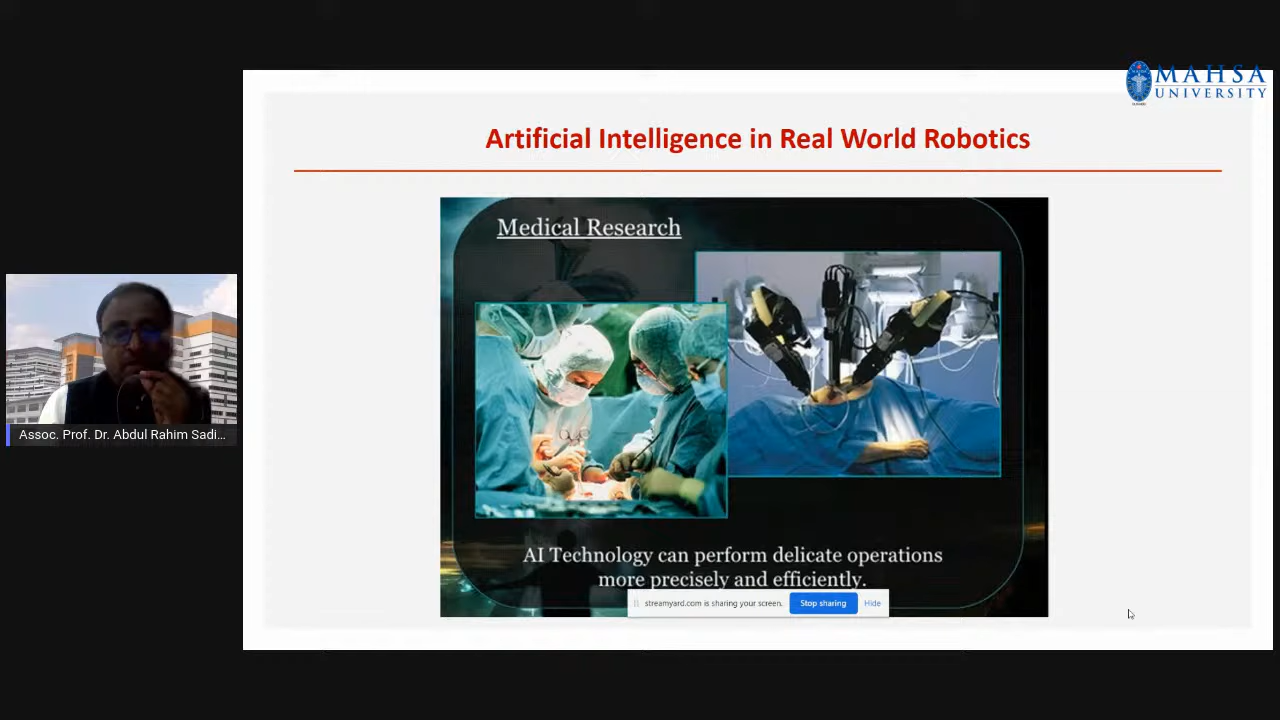 MAHSA
UNIVERSITY
Artificial Intelligence in Real World Robotics
Medical Research
AI Technology can perform delicate operations
more precisely and efficiently.
streamyard.com is sharing your screen. Stop sharing Hide
Assoc. Prof. Dr. Abdul Rahim Sadi...